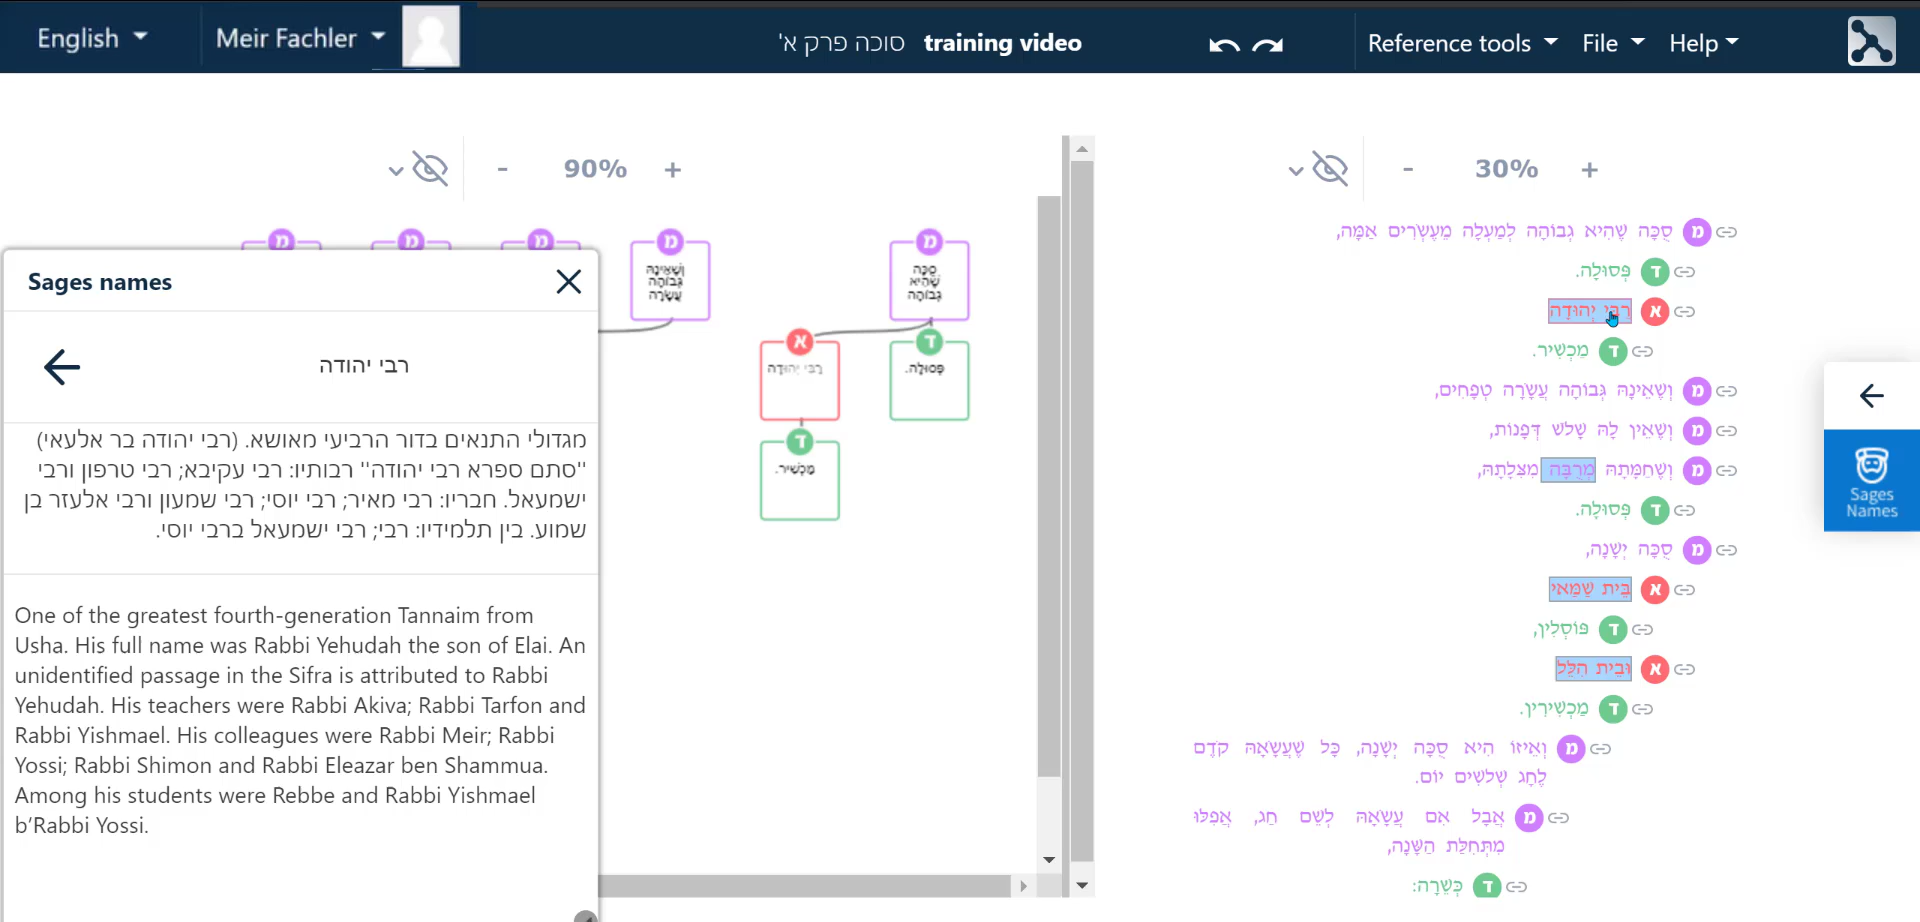 English
Meir Fachler
סוכה פרק א'
training video
Reference tools
File
Help
90%
30%
מ
מ
מ
מ
וְשֶׁאֵינָהּ
גְּבוֹהָה
עֲשָׂרָה
מ
סֻכָּה
שֶׁהִיא
גְבוֹהָה
א
רַבִּי יְהוּדָה
ד
פְּסוּלָה.
ד
מַכְשִׁיר.
Sages names
רבי יהודה
מגדולי התנאים בדור הרביעי מאושא. (רבי יהודה בר אלעאי)
"סתם ספרא רבי יהודה" רבותיו: רבי עקיבא; רבי טרפון ורבי
ישמעאל. חבריו: רבי מאיר; רבי יוסי; רבי שמעון ורבי אלעזר בן
שמוע. בין תלמידיו: רבי; רבי ישמעאל ברבי יוסי.
One of the greatest fourth-generation Tannaim from
Usha. His full name was Rabbi Yehudah the son of Elai. An
unidentified passage in the Sifra is attributed to Rabbi
Yehudah. His teachers were Rabbi Akiva; Rabbi Tarfon and
Rabbi Yishmael. His colleagues were Rabbi Meir; Rabbi
Yossi; Rabbi Shimon and Rabbi Eleazar ben Shammua.
Among his students were Rebbe and Rabbi Yishmael
b'Rabbi Yossi.
מ סֻכָּה שֶׁהִיא גְבוֹהָה לְמַעְלָה מֵעֶשְׂרִים אַמָּה,
ד פְּסוּלָה.
א רַבִּי יְהוּדָה
ד מַכְשִׁיר.
מ וְשֶׁאֵינָהּ גְּבוֹהָה עֲשָׂרָה טְפָחִים,
מ וְשֶׁאֵין לָהּ שָׁלֹשׁ דְּפָנוֹת,
מ וְשֶׁחַמָּתָהּ מְרֻבָּה מִצִּלָּתָהּ,
ד פְּסוּלָה.
מ סֻכָּה יְשָׁנָה,
א בֵּית שַׁמַּאי
ד פּוֹסְלִין,
א וּבֵית הִלֵּל
ד מַכְשִׁירִין.
מ וְאֵיזוֹ הִיא סֻכָּה יְשָׁנָה, כָּל שֶׁעֲשָׂאָהּ קֹדֶם
לֶחָג שְׁלֹשִׁים יוֹם.
מ אֲבָל אִם עֲשָׂאָהּ לְשֵׁם חַג, אֲפִלּוּ
מִתְּחִלַּת הַשָּׁנָה,
ד כְּשֵׁרָה:
Sages
Names